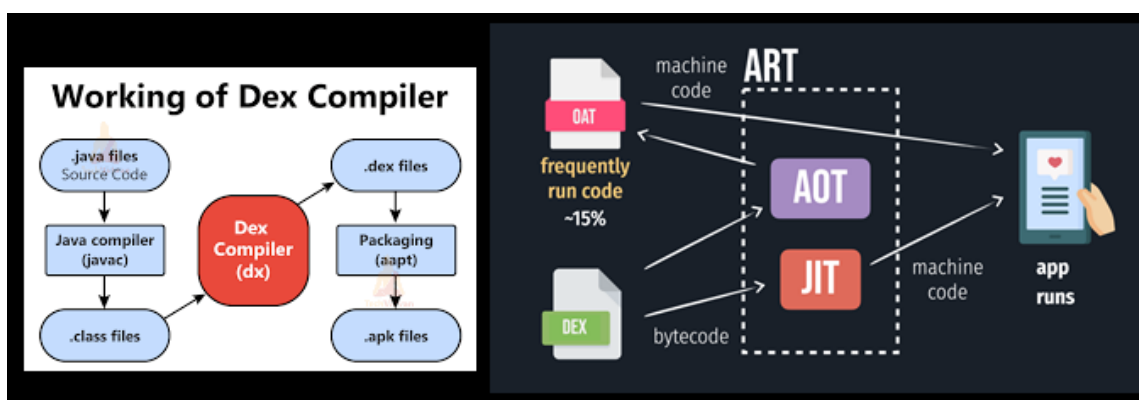 Working of Dex Compiler
.java files
Source Code
Java compiler
(javac)
.class files
Dex
Compiler
(dx)
.dex files
Packaging
(aapt)
.apk files
ART
machine
code
OAT
frequently
run code
~15%
AOT
JIT
DEX
bytecode
machine
code
app
runs